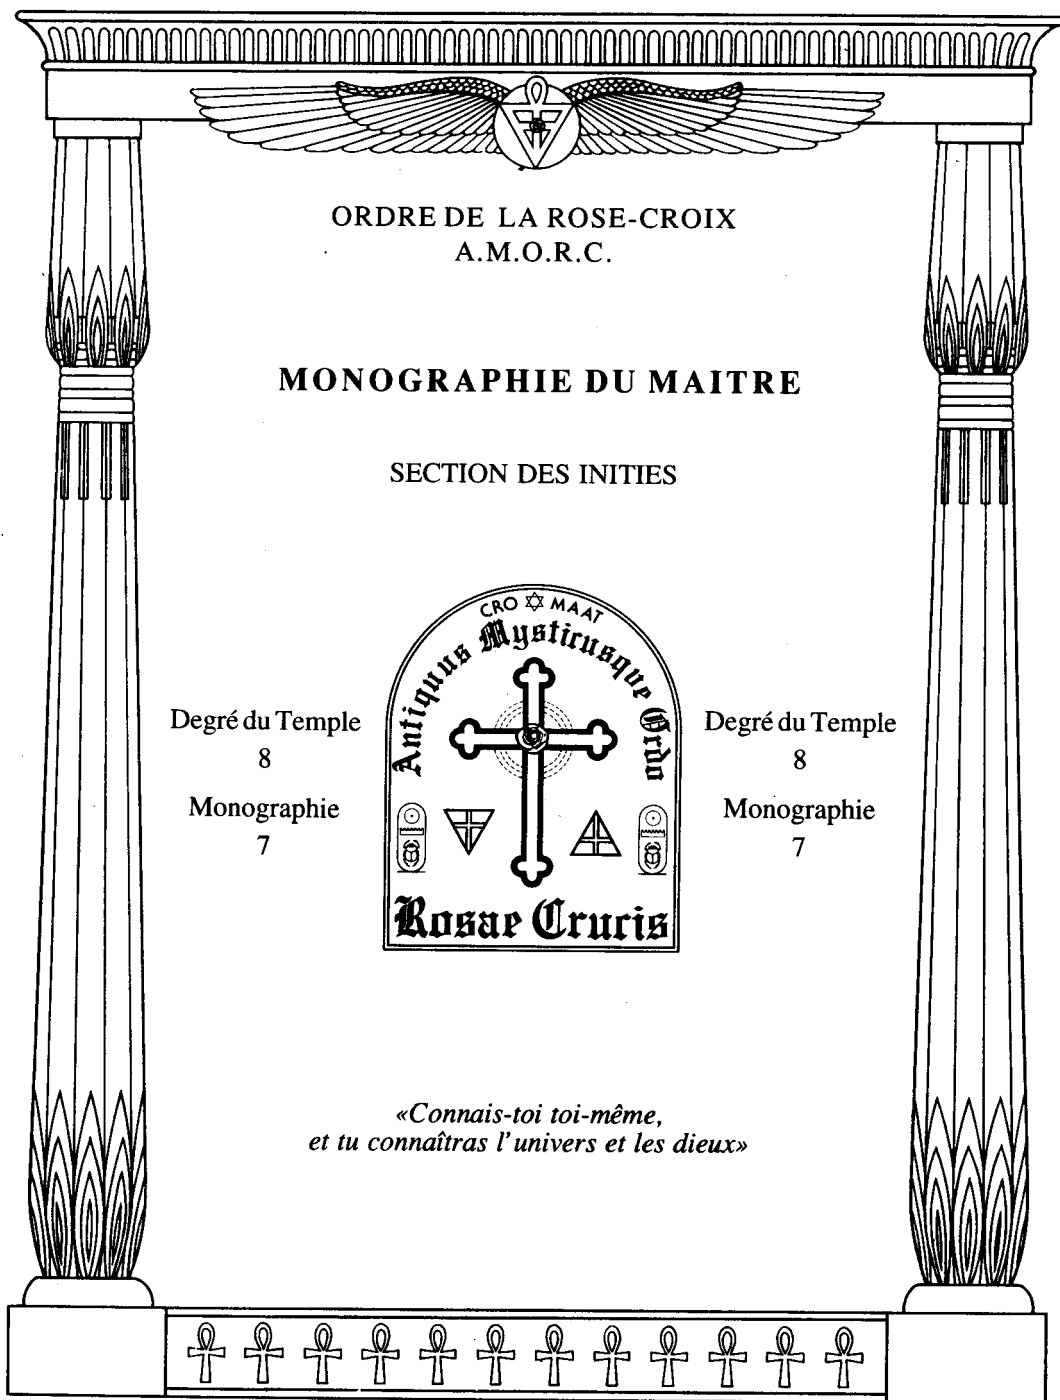 ORDRE DE LA ROSE-CROIX
A.M.O.R.C.
MONOGRAPHIE DU MAITRE
SECTION DES INITIES
CRO MAAT
Antiquus Mysticusque Ordo
Rosae Crucis
Degré du Temple
8
Monographie
7
Degré du Temple
8
Monographie
7
«Connais-toi toi-même,
et tu connaîtras l'univers et les dieux»